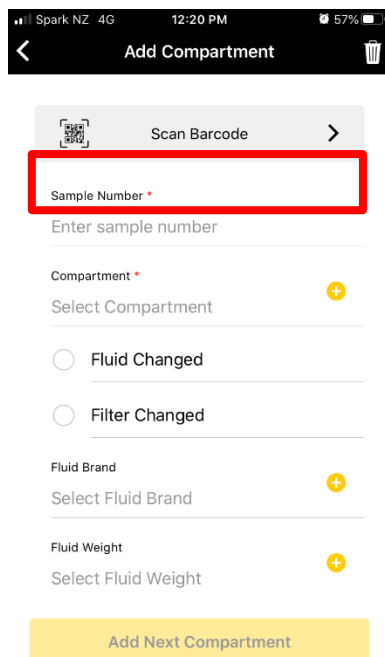 Spark NZ 4G 12:20 PM 57%
Add Compartment
Scan Barcode
Sample Number *
Enter sample number
Compartment *
Select Compartment
Fluid Changed
Filter Changed
Fluid Brand
Select Fluid Brand
Fluid Weight
Select Fluid Weight
Add Next Compartment